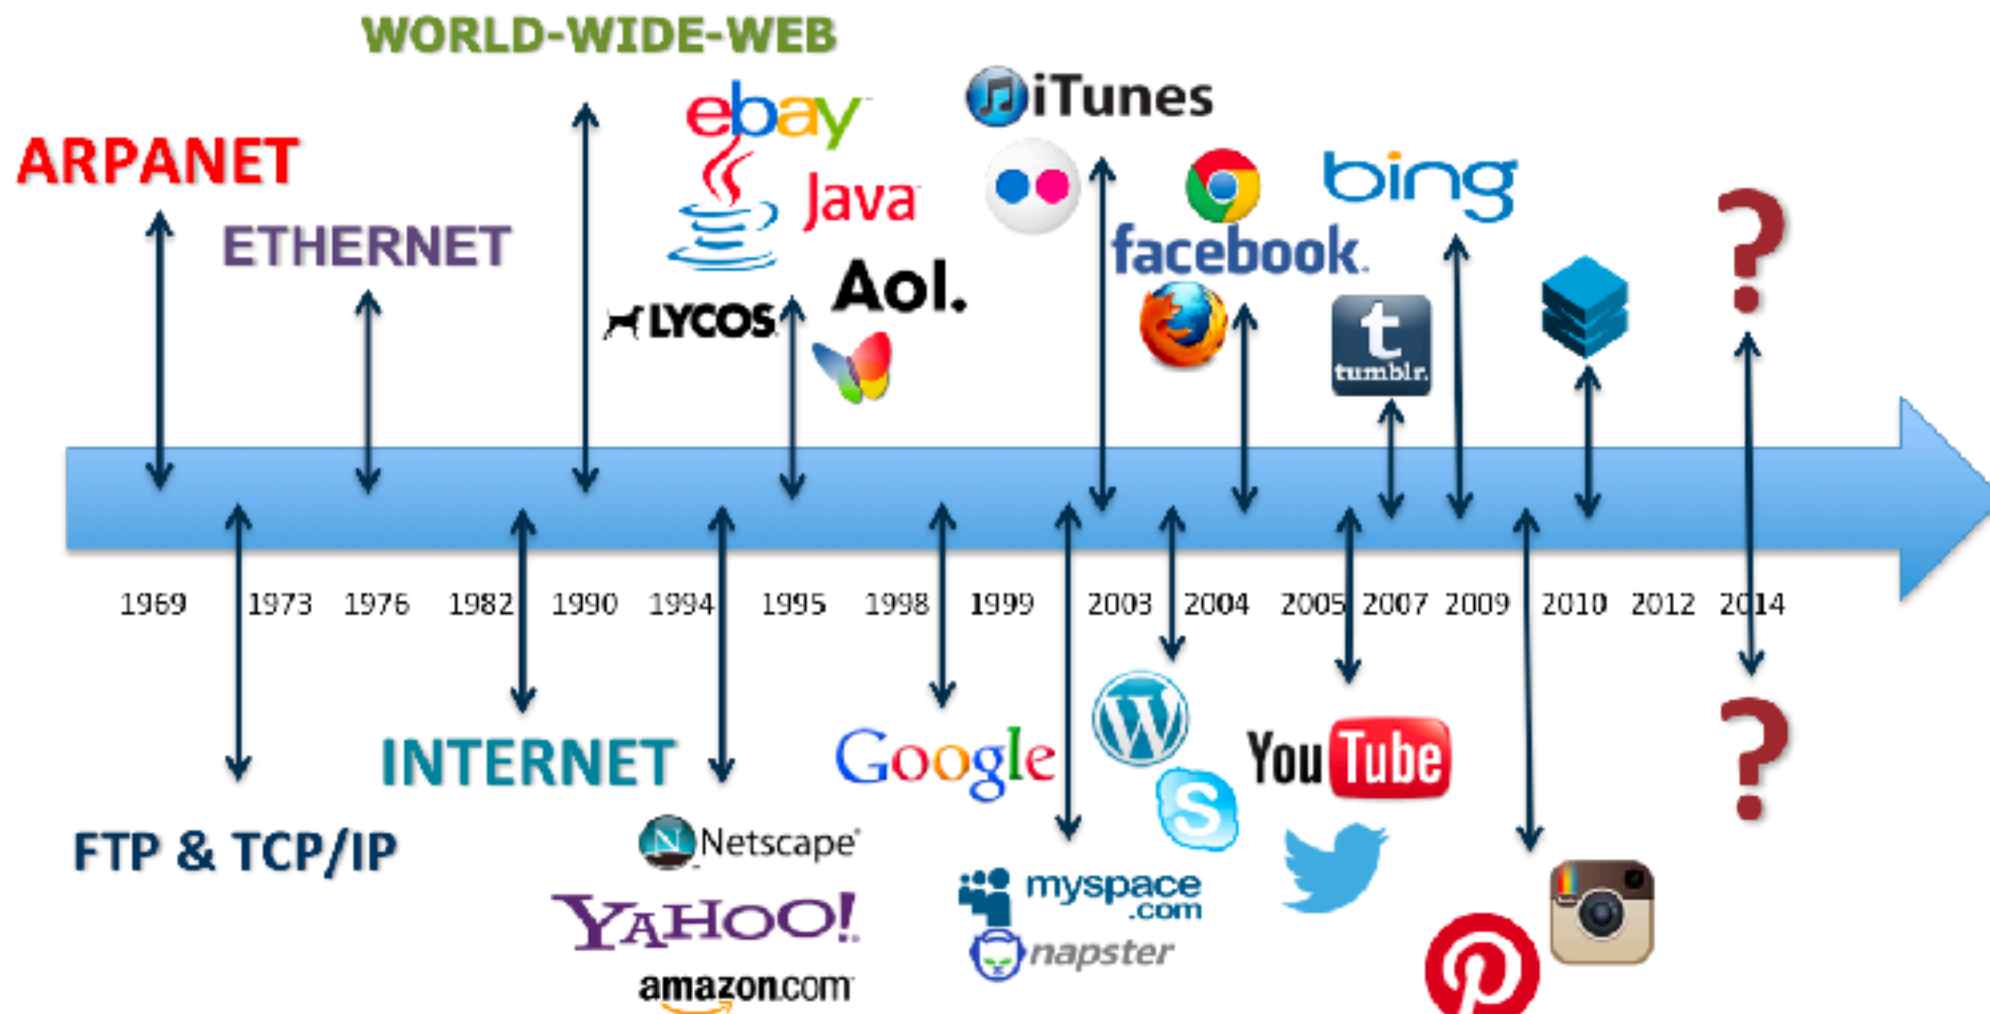 WORLD-WIDE-WEB
ebay
iTunes
ARPANET
Java
bing
?
ETHERNET
facebook.
LYCOS
Aol.
t
tumblr.
1969 1973 1976 1982 1990 1994 1995 1998 1999 2003 2004 2005 2007 2009 2010 2012 2014
INTERNET
Google
W
S
YouTube
?
FTP & TCP/IP
N Netscape
YAHOO!
myspace
.com
napster
amazon.com
P